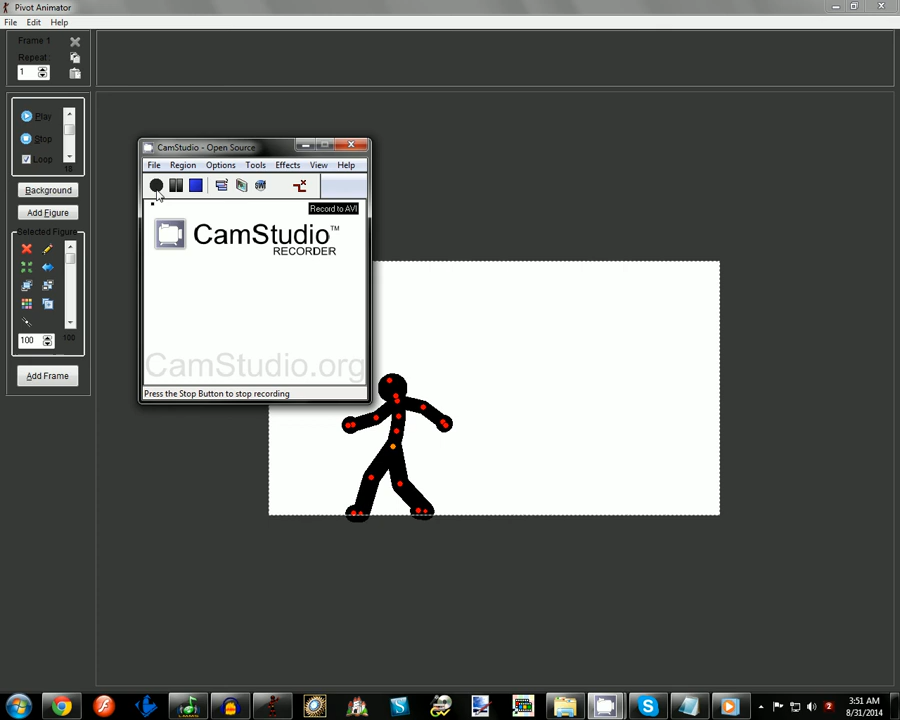 Pivot Animator
File Edit Help
Frame 1
Repeat:
1
Play
Stop
Loop
16
Background
Add Figure
Selected Figure
100
100
Add Frame
CamStudio - Open Source
File Region Options Tools Effects View Help
Record to AVI
CamStudio™
RECORDER
CamStudio.org
Press the Stop Button to stop recording
3:51 AM
8/31/2014